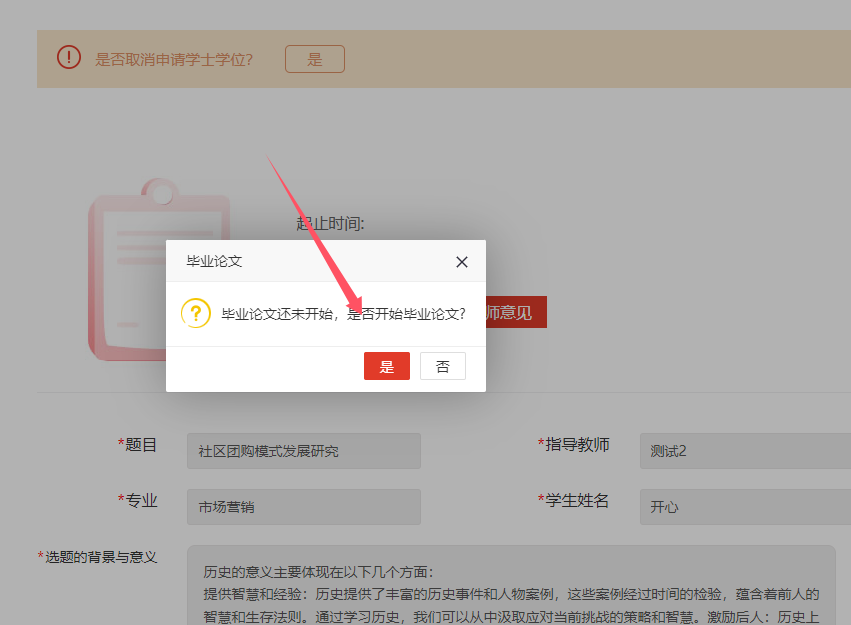 是否取消申请学士学位?
是
起止时间:
毕业论文
毕业论文还未开始，是否开始毕业论文?
师意见
是
否
*题目
社区团购模式发展研究
*指导教师
测试2
*专业
市场营销
*学生姓名
开心
*选题的背景与意义
历史的意义主要体现在以下几个方面：
提供智慧和经验：历史提供了丰富的历史事件和人物案例，这些案例经过时间的检验，蕴含着前人的
智慧和生存法则。通过学习历史，我们可以从中汲取应对当前挑战的策略和智慧。激励后人：历史上